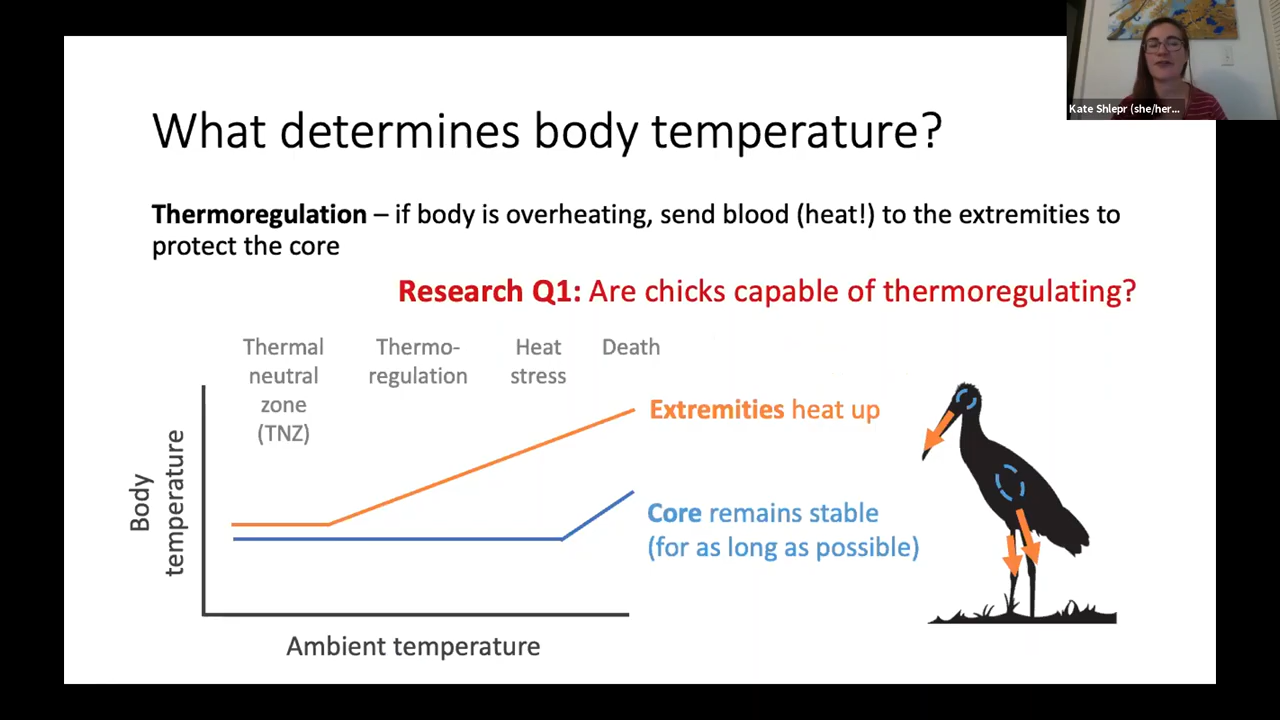 Kate Shlepr (she/her...
What determines body temperature?
Thermoregulation – if body is overheating, send blood (heat!) to the extremities to
protect the core
Research Q1: Are chicks capable of thermoregulating?
Thermal
neutral
zone
(TNZ)
Thermo-
regulation
Heat
stress
Death
Extremities heat up
Core remains stable
(for as long as possible)
Body
temperature
Ambient temperature